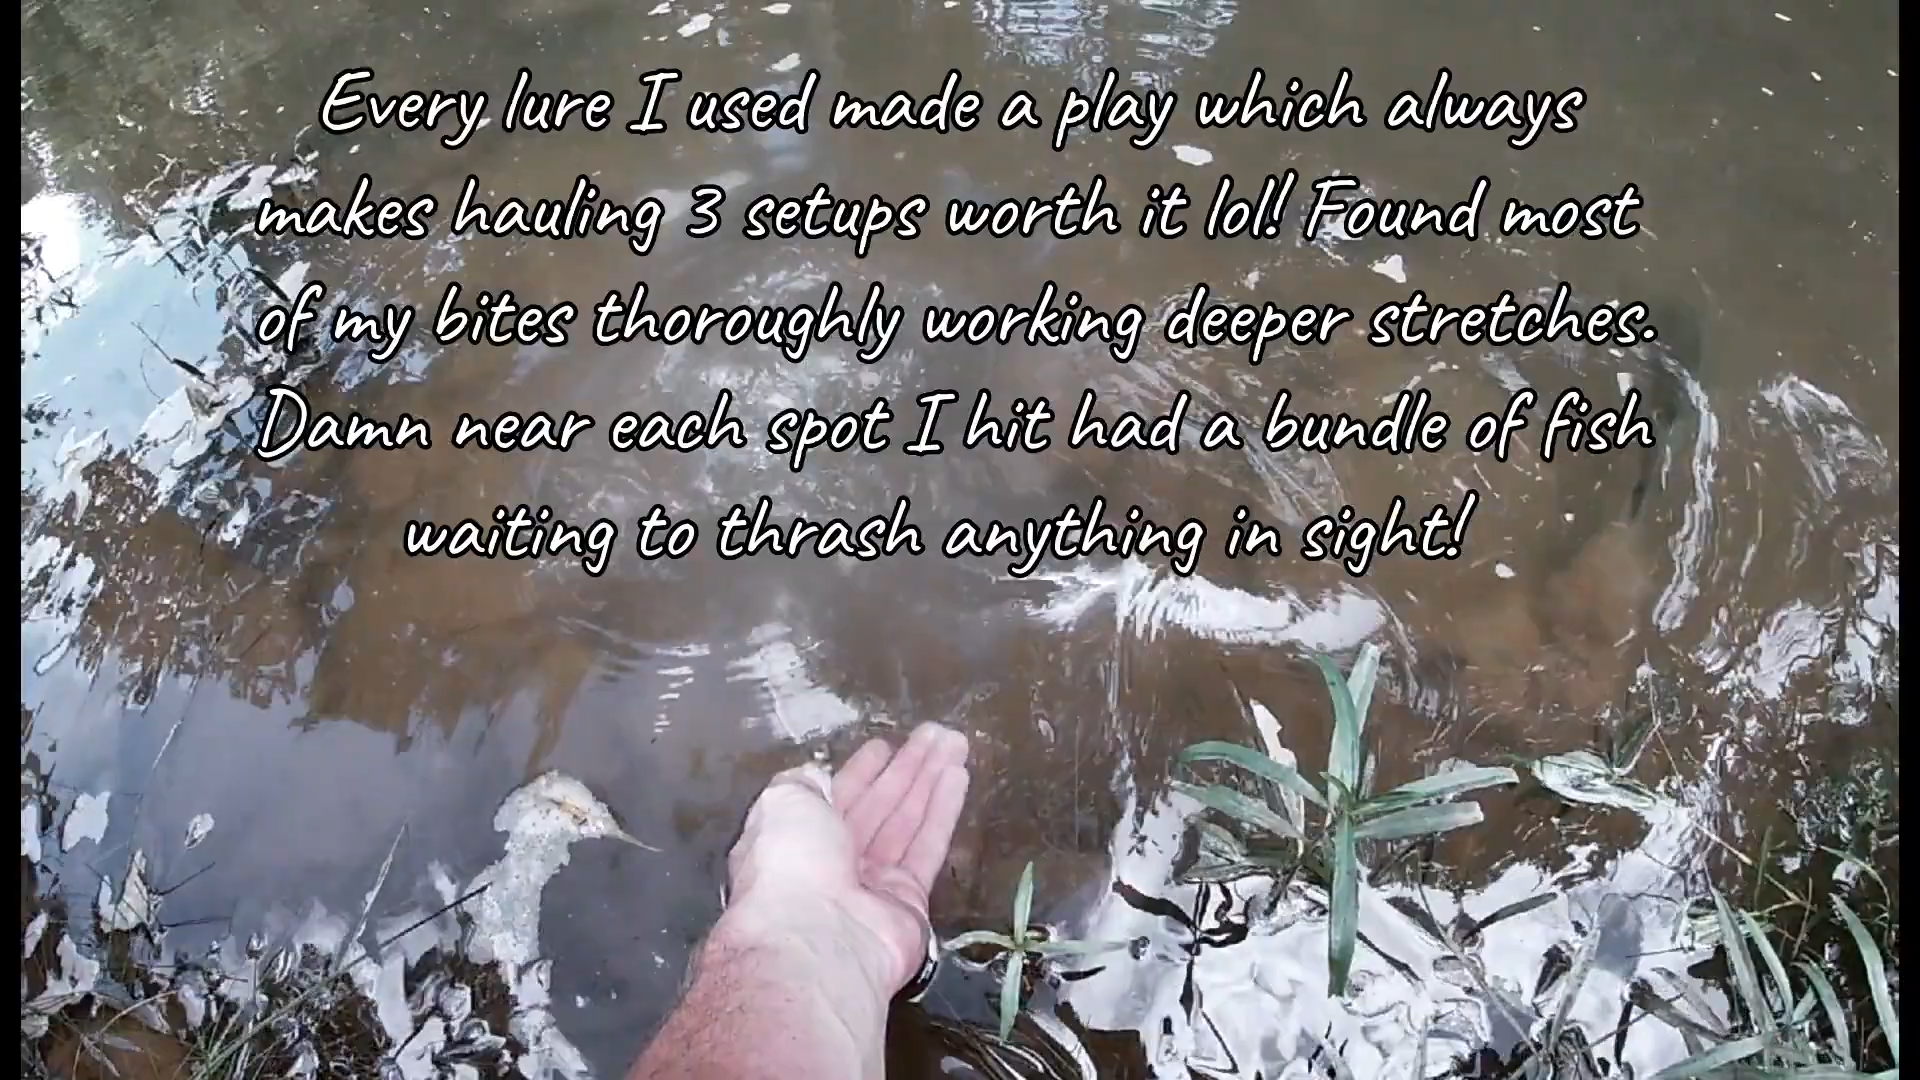 Every lure I used made a play which always
makes hauling 3 setups worth it lol! Found most
of my bites thoroughly working deeper stretches.
Damn near each spot I hit had a bundle of fish
waiting to thrash anything in sight!